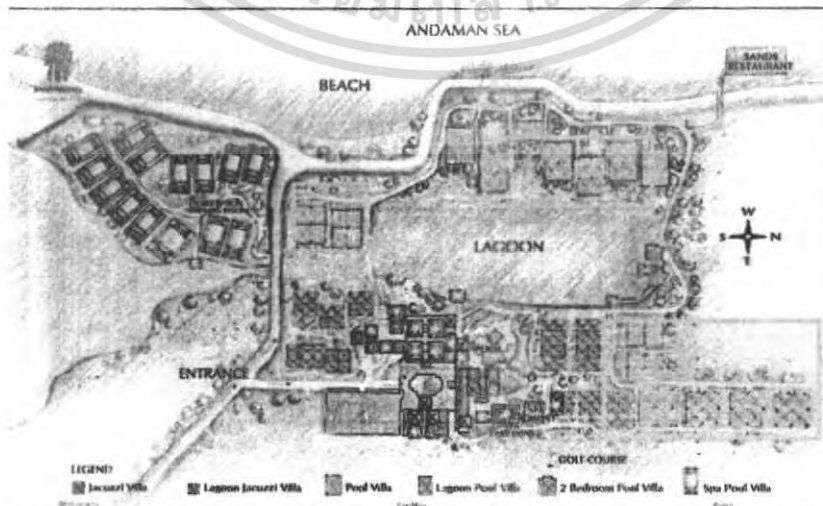 ANDAMAN SEA
BEACH
SANDS
RESTAURANT
W
S N
E
LAGOON
ENTRANCE
GOLF COURSE
LEGEND
Jacuzzi Villa
Lagoon Jacuzzi Villa
Pool Villa
Lagoon Pool Villa
2 Bedroom Pool Villa
Spa Pool Villa